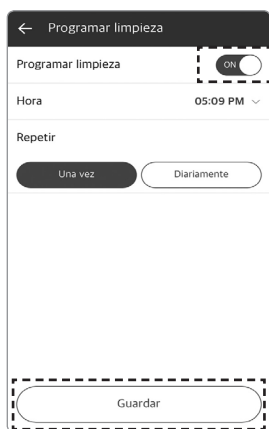 ← Programar limpieza
Programar limpieza ON
Hora 05:09 PM
Repetir
Una vez Diariamente
Guardar